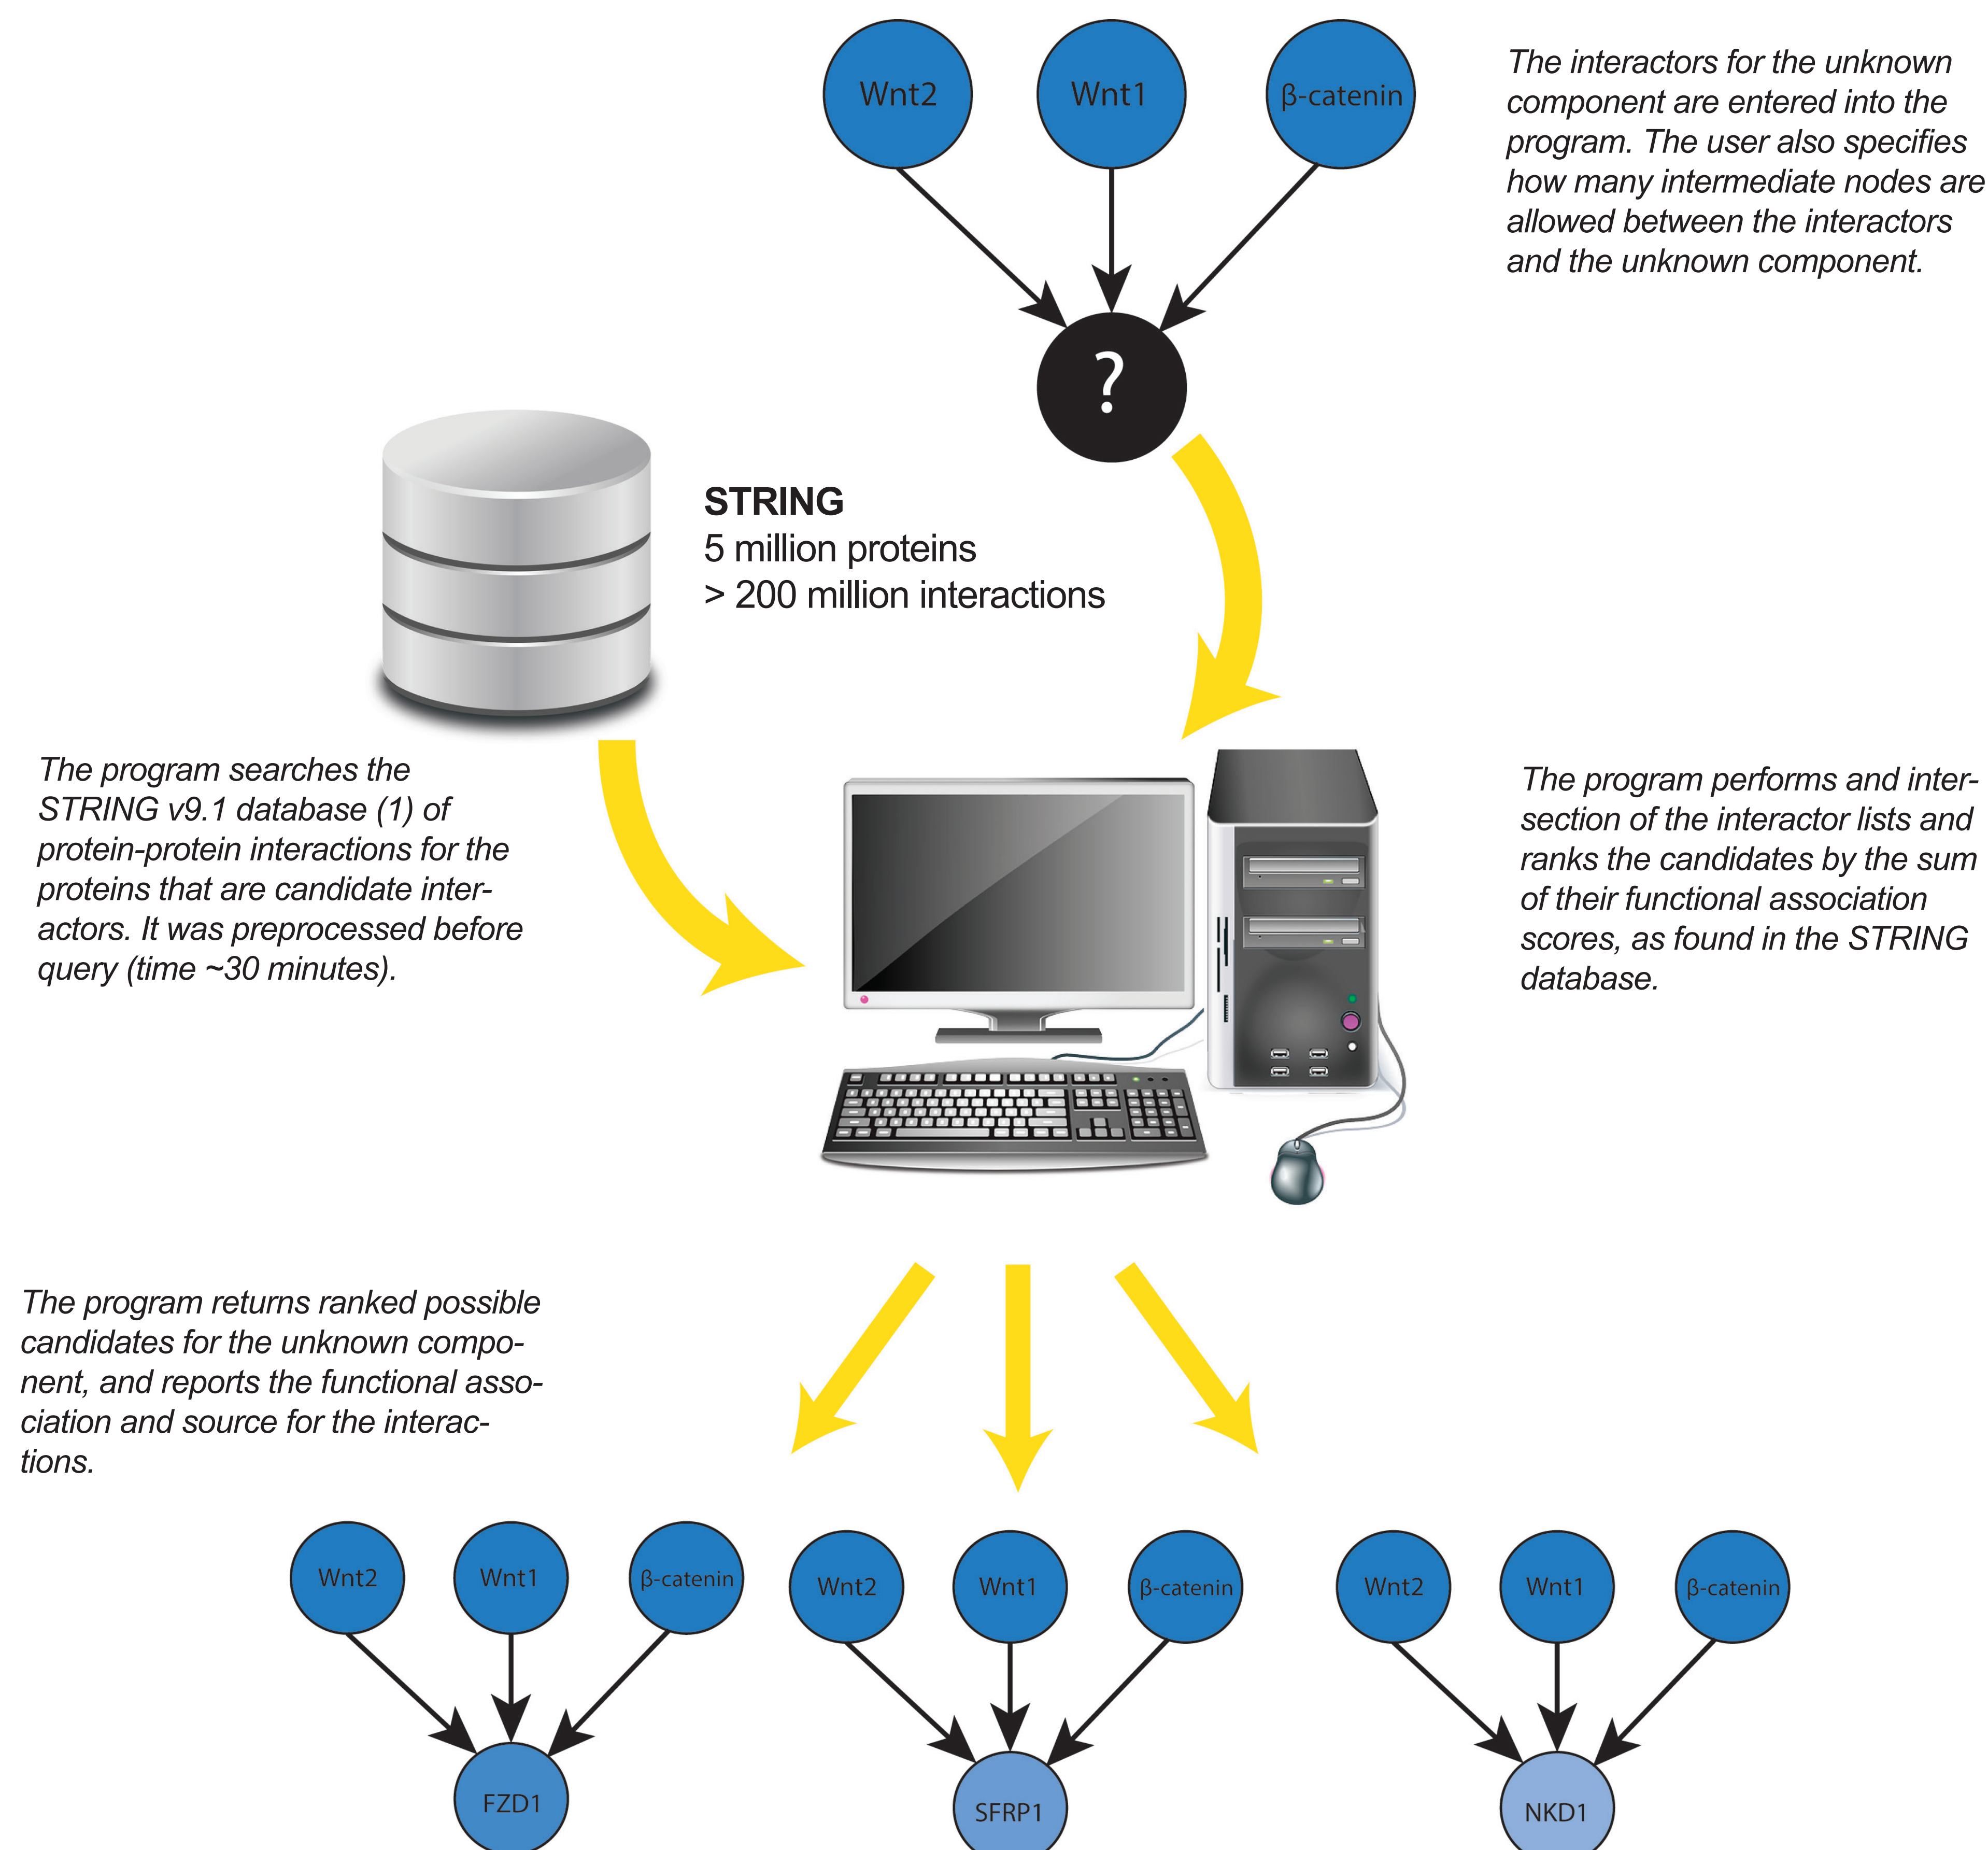 Wnt2
Wnt1
β-catenin
The interactors for the unknown
component are entered into the
program. The user also specifies
how many intermediate nodes are
allowed between the interactors
and the unknown component.
?
STRING
5 million proteins
> 200 million interactions
The program searches the
STRING v9.1 database (1) of
protein-protein interactions for the
proteins that are candidate inter-
actors. It was preprocessed before
query (time ~30 minutes).
The program performs and inter-
section of the interactor lists and
ranks the candidates by the sum
of their functional association
scores, as found in the STRING
database.
The program returns ranked possible
candidates for the unknown compo-
nent, and reports the functional asso-
ciation and source for the interac-
tions.
Wnt2
Wnt1
β-catenin
FZD1
Wnt2
Wnt1
β-catenin
SFRP1
Wnt2
Wnt1
β-catenin
NKD1